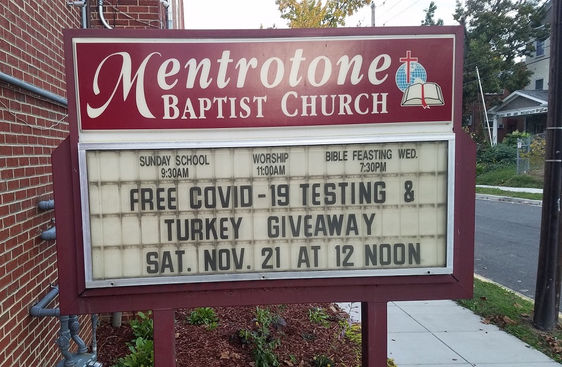 Mentrotone
BAPTIST CHURCH
SUNDAY SCHOOL WORSHIP BIBLE FEASTING WED.
9:30AM 11:00AM 7:30PM
FREE COVID-19 TESTING &
TURKEY GIVEAWAY
SAT. NOV. 21 AT 12 NOON